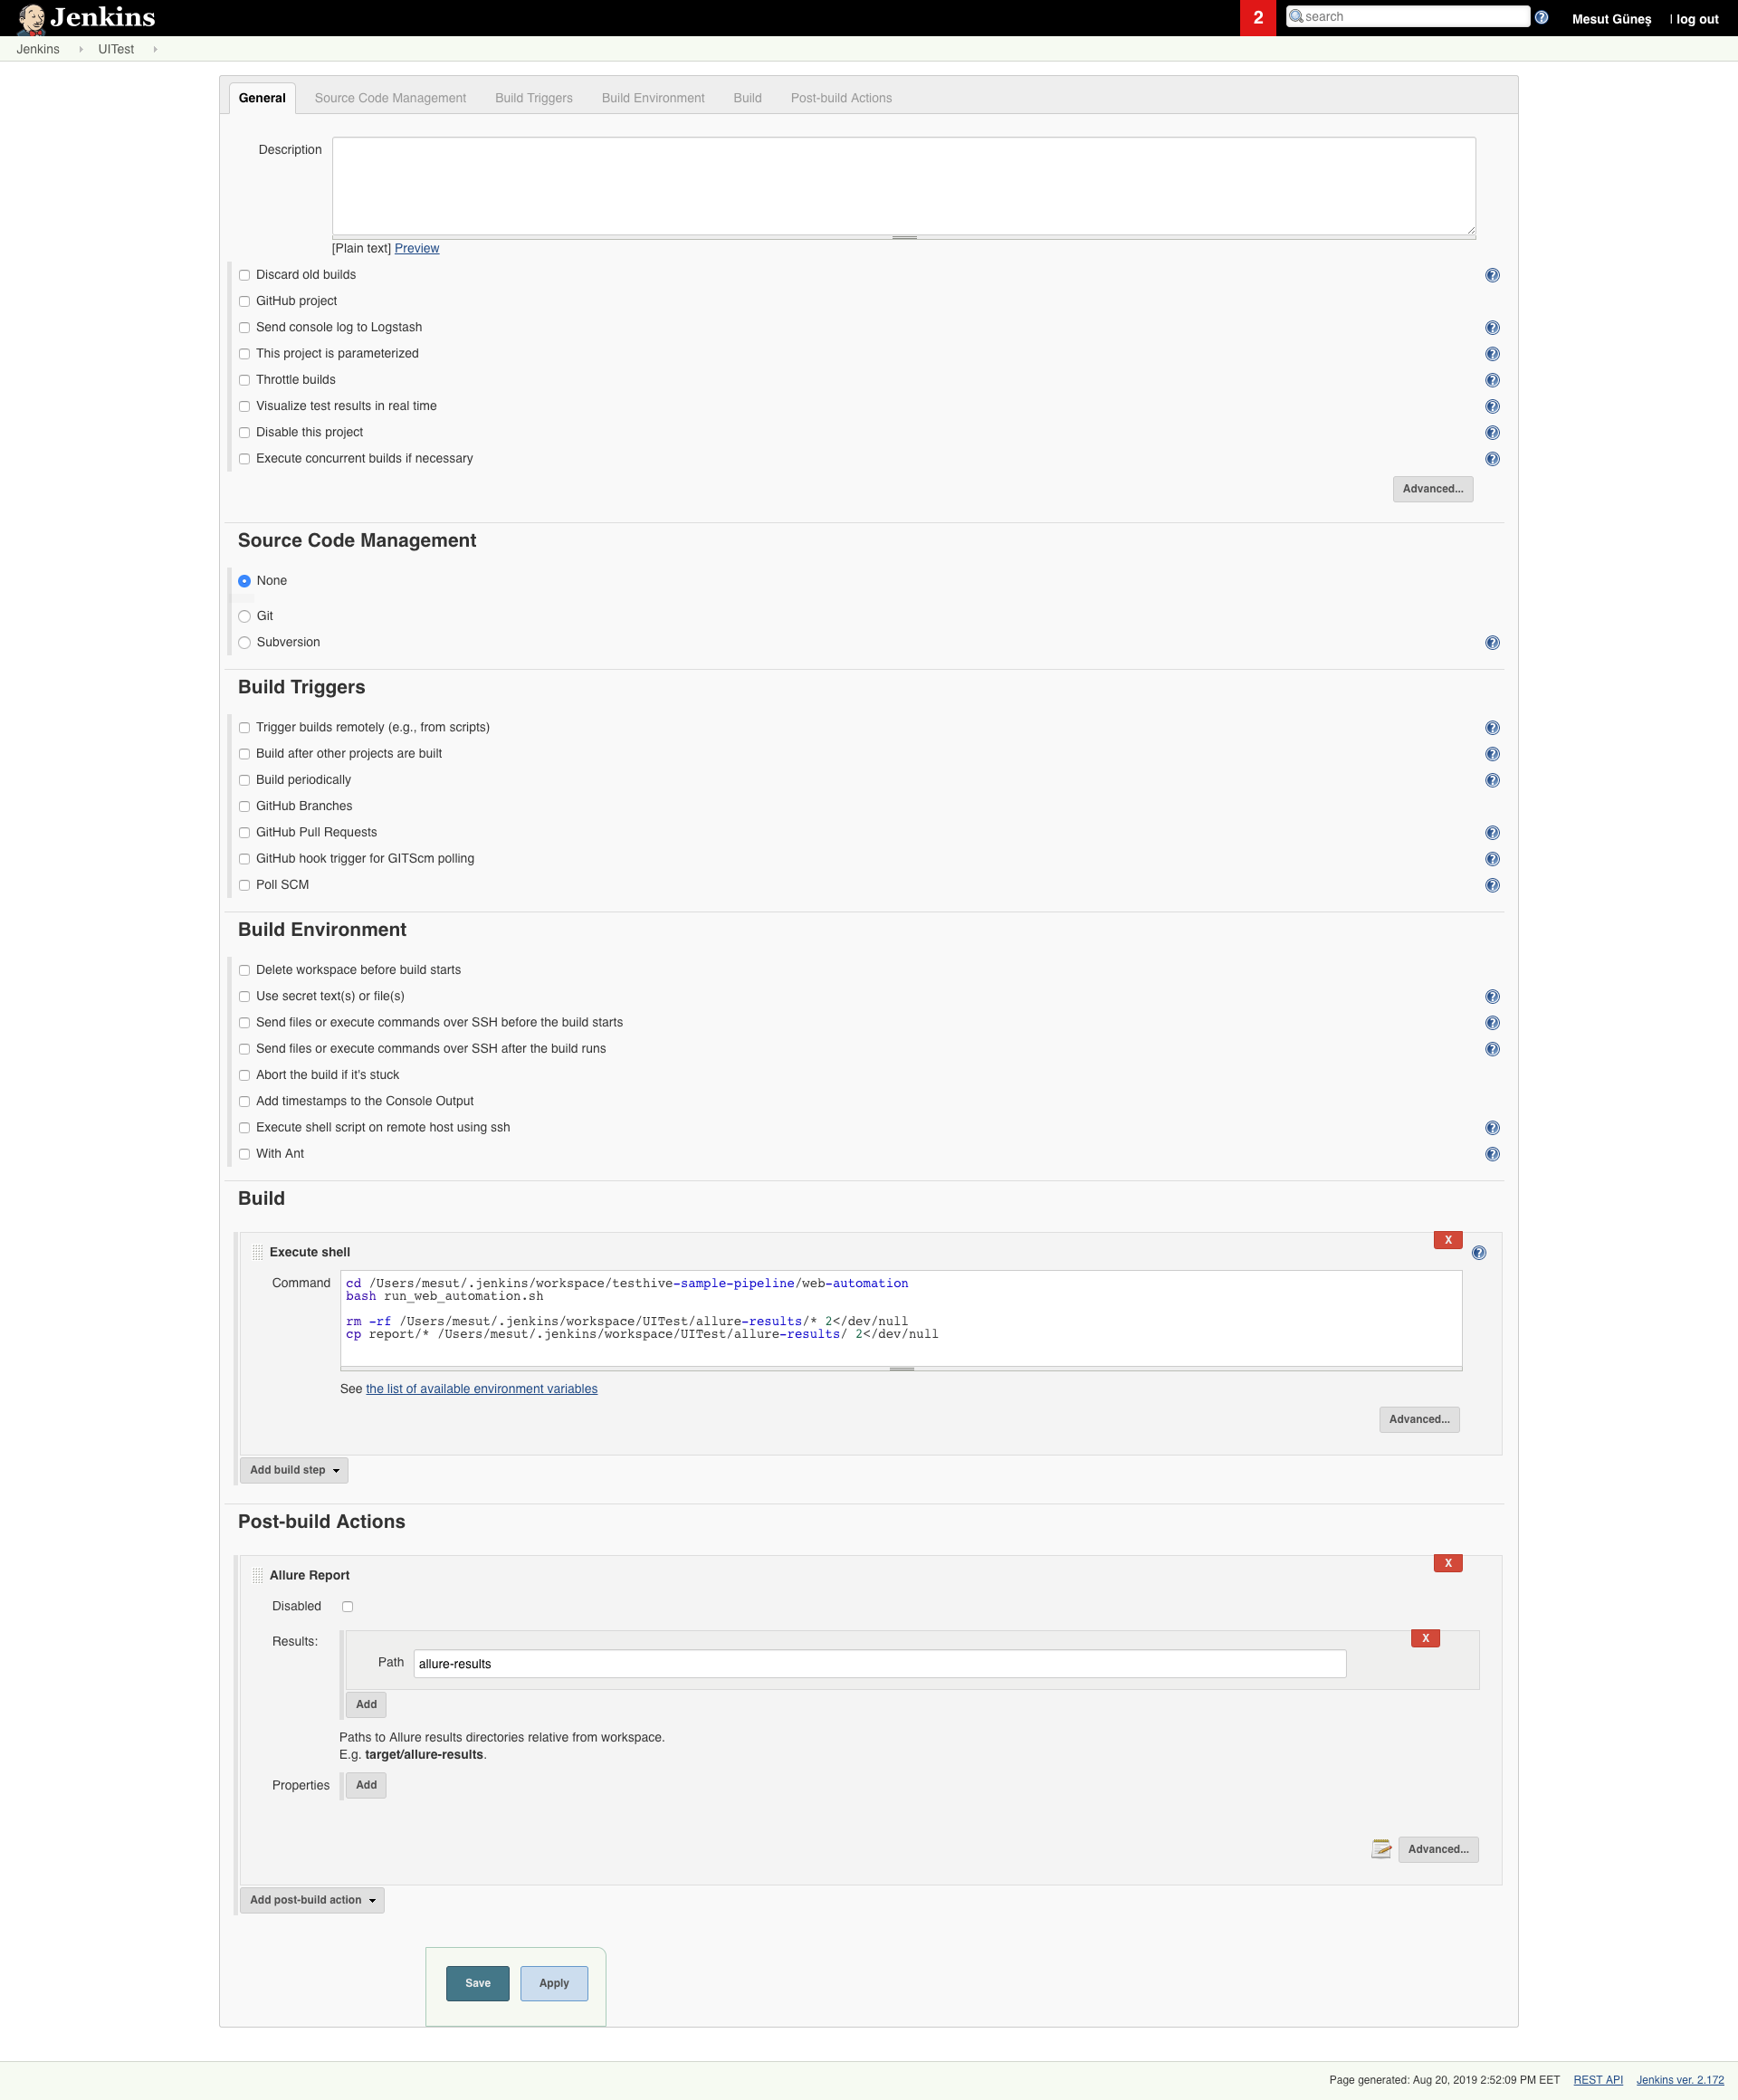 Jenkins
2
search
Mesut Güneş
| log out
Jenkins
UITest
General
Source Code Management
Build Triggers
Build Environment
Build
Post-build Actions
Description
[Plain text] Preview
Discard old builds
GitHub project
Send console log to Logstash
This project is parameterized
Throttle builds
Visualize test results in real time
Disable this project
Execute concurrent builds if necessary
Advanced...
Source Code Management
None
Git
Subversion
Build Triggers
Trigger builds remotely (e.g., from scripts)
Build after other projects are built
Build periodically
GitHub Branches
GitHub Pull Requests
GitHub hook trigger for GITScm polling
Poll SCM
Build Environment
Delete workspace before build starts
Use secret text(s) or file(s)
Send files or execute commands over SSH before the build starts
Send files or execute commands over SSH after the build runs
Abort the build if it's stuck
Add timestamps to the Console Output
Execute shell script on remote host using ssh
With Ant
Build
X
Execute shell
Command
cd /Users/mesut/.jenkins/workspace/testhive-sample-pipeline/web-automation
bash run_web_automation.sh
rm -rf /Users/mesut/.jenkins/workspace/UITest/allure-results/* 2</dev/null
cp report/* /Users/mesut/.jenkins/workspace/UITest/allure-results/ 2</dev/null
See the list of available environment variables
Advanced...
Add build step
Post-build Actions
X
Allure Report
Disabled
Results:
X
Path
allure-results
Add
Paths to Allure results directories relative from workspace.
E.g. target/allure-results.
Properties
Add
Advanced...
Add post-build action
Save
Apply
Page generated: Aug 20, 2019 2:52:09 PM EET
REST API
Jenkins ver. 2.172